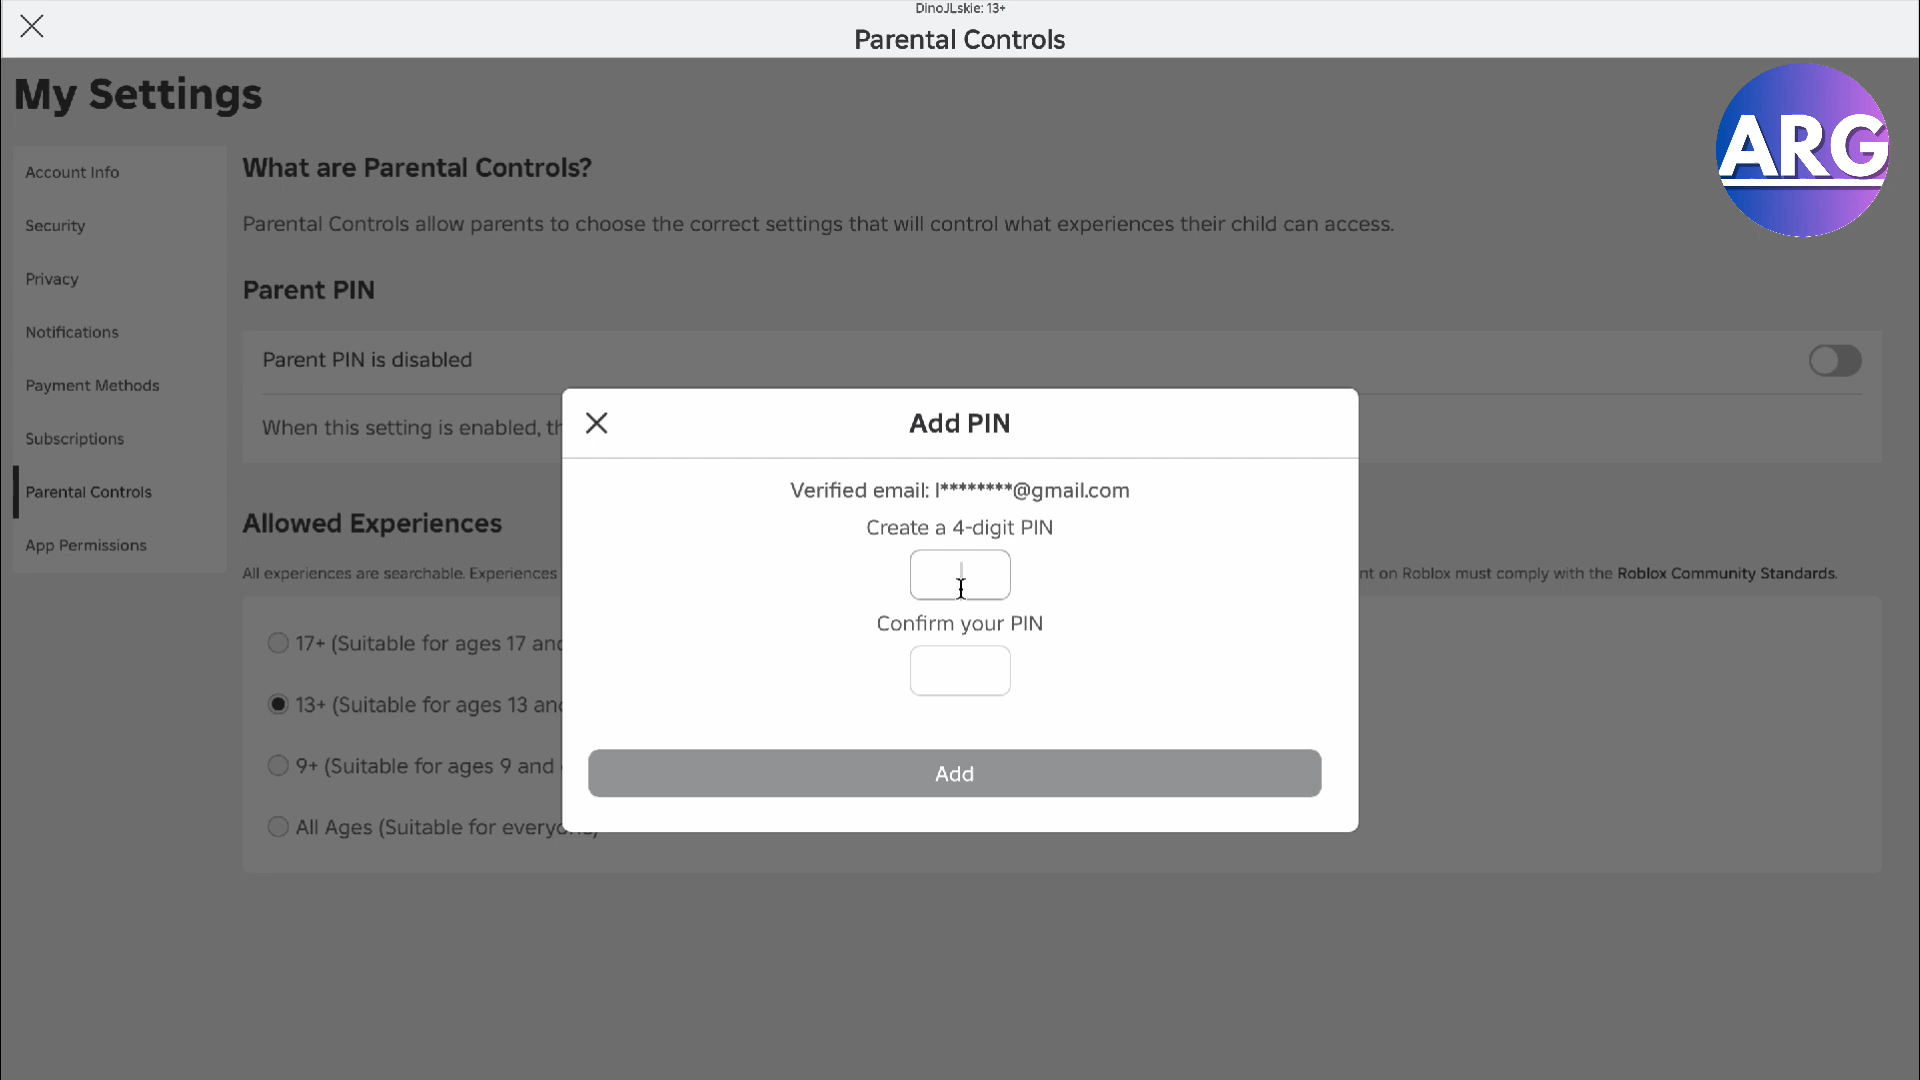 DinoJLskie: 13+
Parental Controls
My Settings
ARG
Account Info
Security
Privacy
Notifications
Payment Methods
Subscriptions
Parental Controls
App Permissions
What are Parental Controls?
Parental Controls allow parents to choose the correct settings that will control what experiences their child can access.
Parent PIN
Parent PIN is disabled
When this setting is enabled,
Allowed Experiences
All experiences are searchable. Experiences
on Roblox must comply with the Roblox Community Standards.
17+ (Suitable for ages 17
13+ (Suitable for ages 13
9+ (Suitable for ages 9 and
All Ages (Suitable for everyone)
Add PIN
Verified email: l********@gmail.com
Create a 4-digit PIN
Confirm your PIN
Add